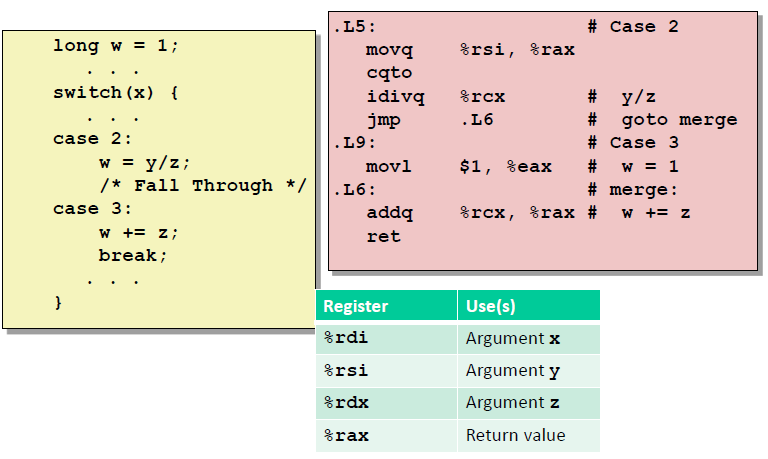 long w = 1;
. . .
switch(x) {
. . .
case 2:
w = y/z;
/* Fall Through */
case 3:
w += z;
break;
. . .
}
.L5: # Case 2
movq %rsi, %rax
cqto
idivq %rcx # y/z
jmp .L6 # goto merge
.L9: # Case 3
movl $1, %eax # w = 1
.L6: # merge:
addq %rcx, %rax # w += z
ret
Register Use(s)
%rdi Argument x
%rsi Argument y
%rdx Argument z
%rax Return value